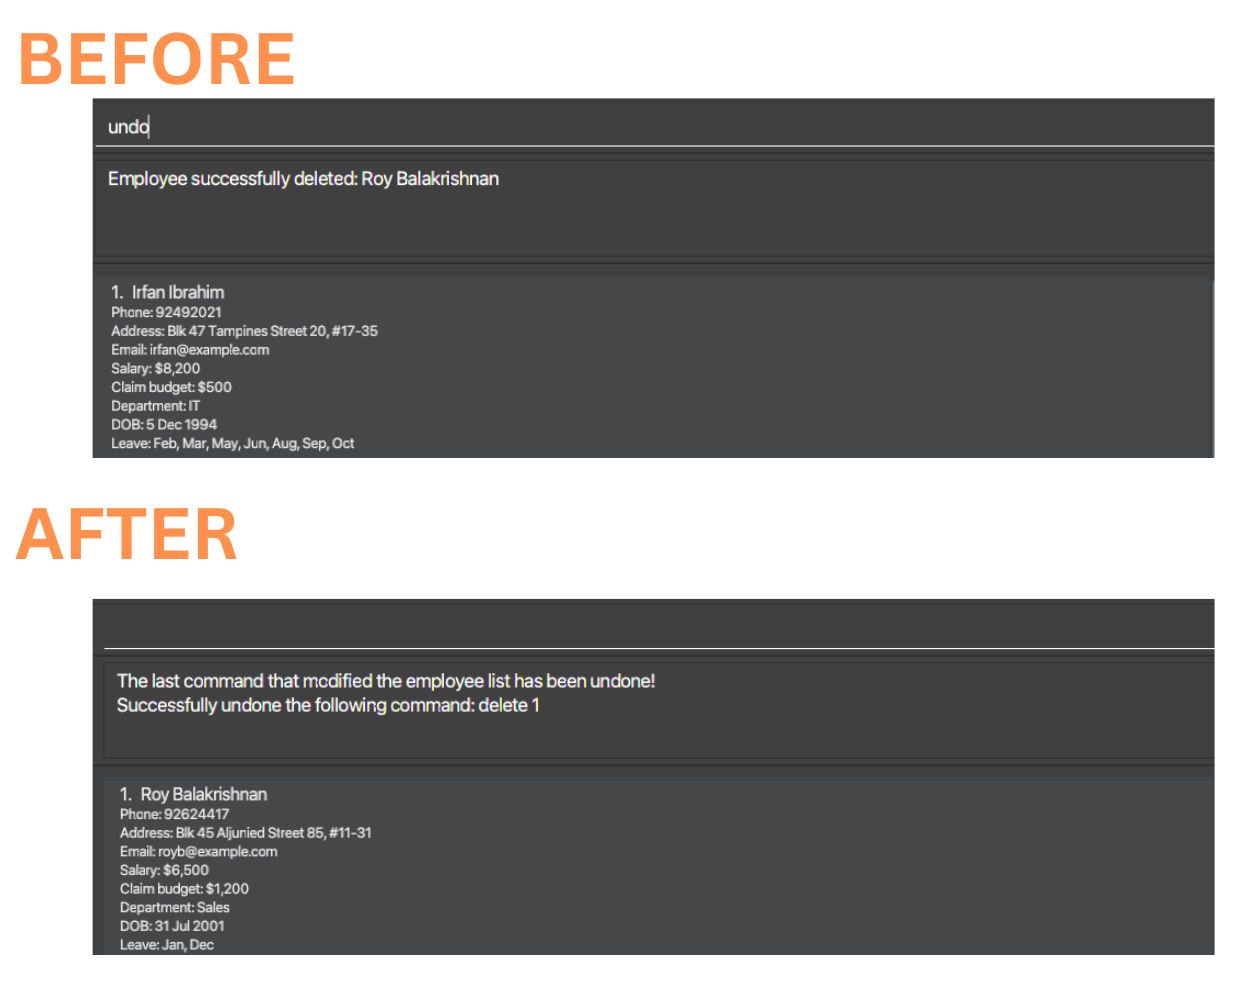 BEFORE
undo
Employee successfully deleted: Roy Balakrishnan
1. Irfan Ibrahim
Phone: 92492021
Address: Blk 47 Tampines Street 20, #17-35
Email: irfan@example.com
Salary: $8,200
Claim budget: $500
Department: IT
DOB: 5 Dec 1994
Leave: Feb, Mar, May, Jun, Aug, Sep, Oct
AFTER
The last command that modified the employee list has been undone!
Successfully undone the following command: delete 1
1. Roy Balakrishnan
Phone: 92624417
Address: Blk 45 Aljunied Street 85, #11-31
Email: royb@example.com
Salary: $6,500
Claim budget: $1,200
Department: Sales
DOB: 31 Jul 2001
Leave: Jan, Dec